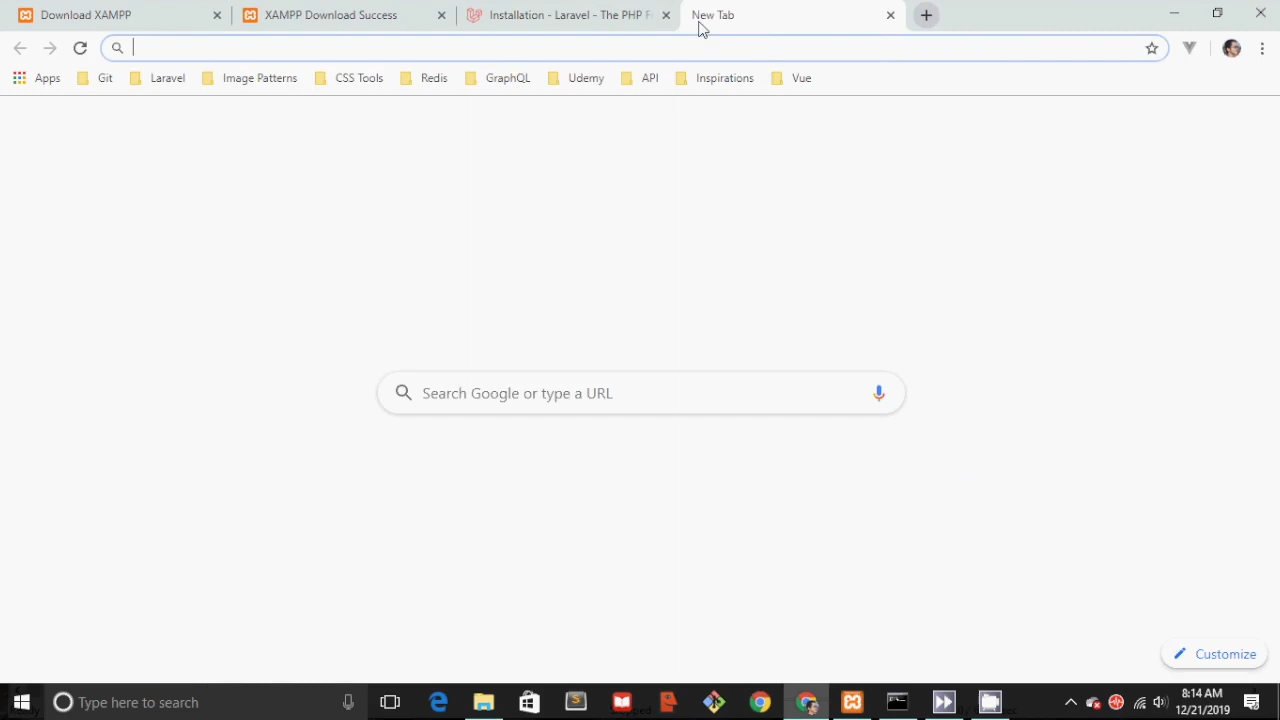 Download XAMPP
XAMPP Download Success
Installation - Laravel - The PHP F
New Tab
Apps
Git
Laravel
Image Patterns
CSS Tools
Redis
GraphQL
Udemy
API
Inspirations
Vue
Search Google or type a URL
Customize
Type here to search
8:14 AM
12/21/2019